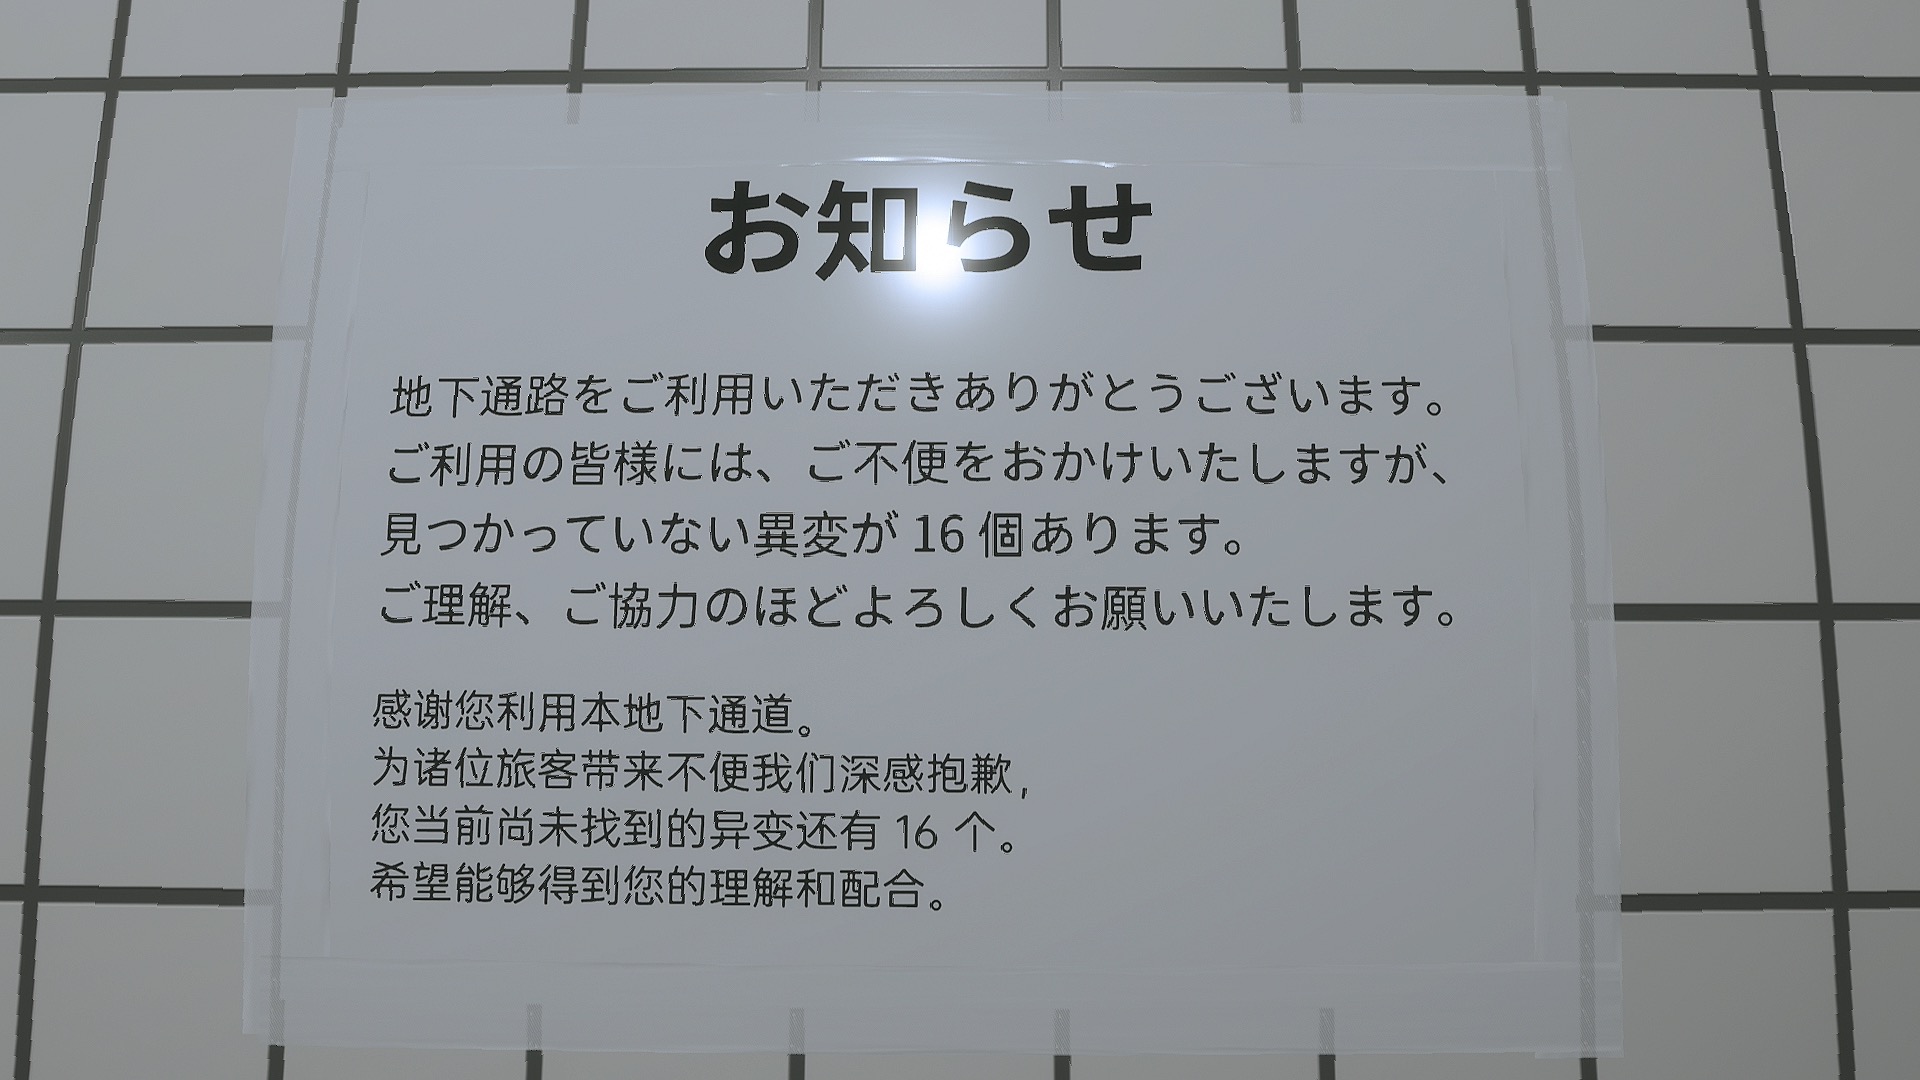 お知らせ
地下通路をご利用いただきありがとうございます。
ご利用の皆様には、ご不便をおかけいたしますが、
見つかっていない異変が 16 個あります。
ご理解、ご協力のほどよろしくお願いいたします。
感谢您利用本地下通道。
为诸位旅客带来不便我们深感抱歉，
您当前尚未找到的异变还有 16 个。
希望能够得到您的理解和配合。